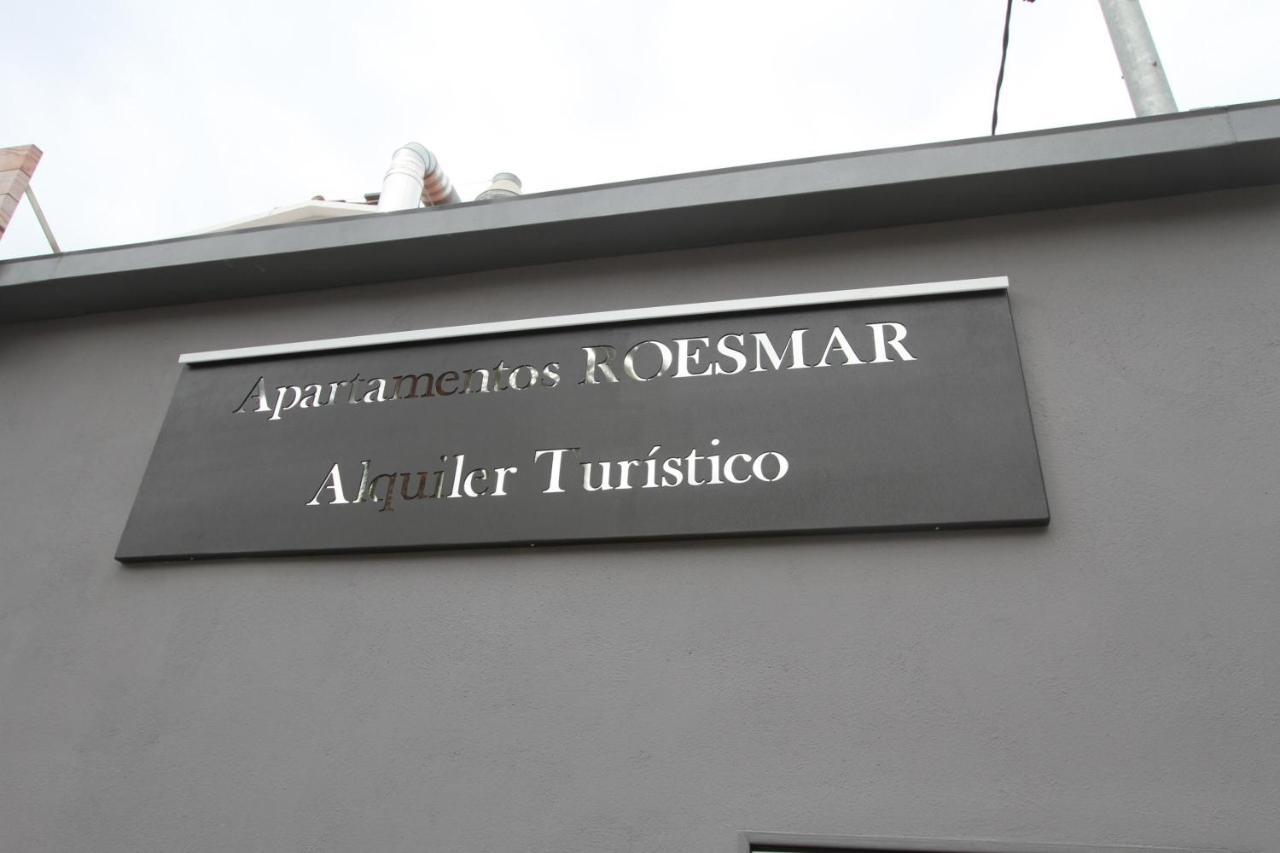 Apartamentos ROESMAR
Alquiler Turístico